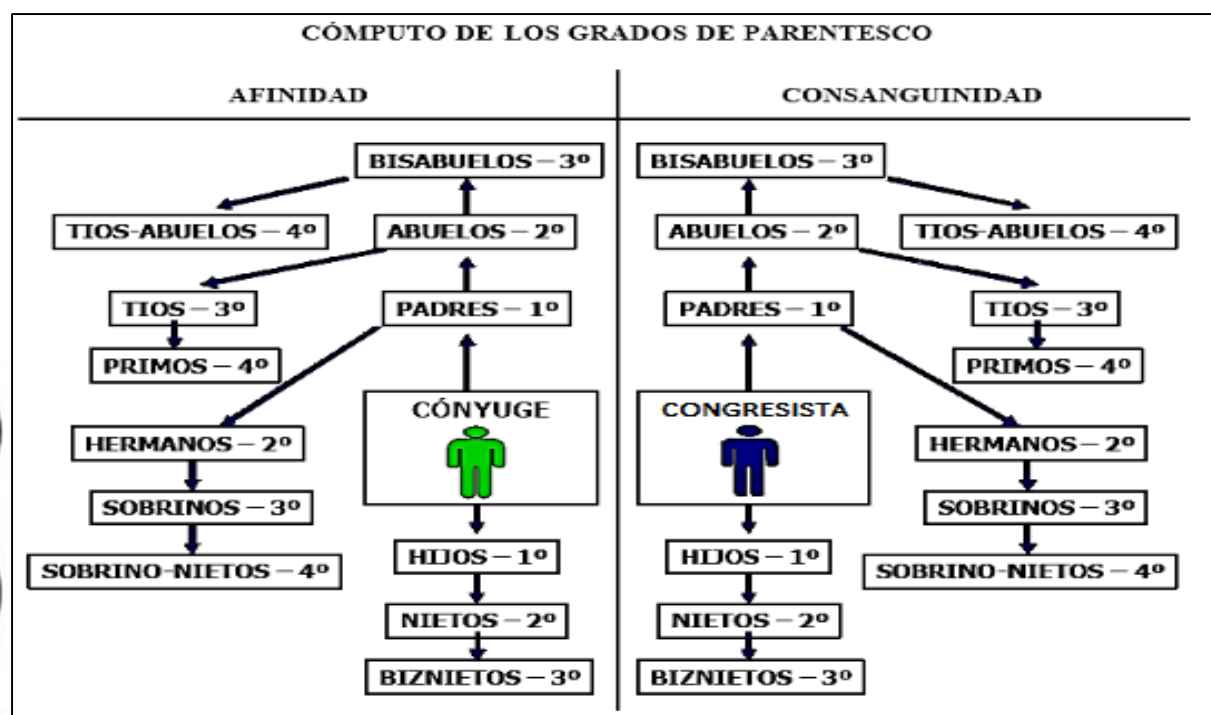 CÓMPUTO DE LOS GRADOS DE PARENTESCO
AFINIDAD
BISABUELOS – 3º
TIOS-ABUELOS – 4º
ABUELOS – 2º
TIOS – 3º
PADRES – 1º
PRIMOS – 4º
CÓNYUGE
HERMANOS – 2º
SOBRINOS – 3º
HIJOS – 1º
SOBRINO-NIETOS – 4º
NIETOS – 2º
BIZNIETOS – 3º
CONSANGUINIDAD
BISABUELOS – 3º
ABUELOS – 2º
TIOS-ABUELOS – 4º
PADRES – 1º
TIOS – 3º
PRIMOS – 4º
CONGRESISTA
HERMANOS – 2º
SOBRINOS – 3º
HIJOS – 1º
SOBRINO-NIETOS – 4º
NIETOS – 2º
BIZNIETOS – 3º